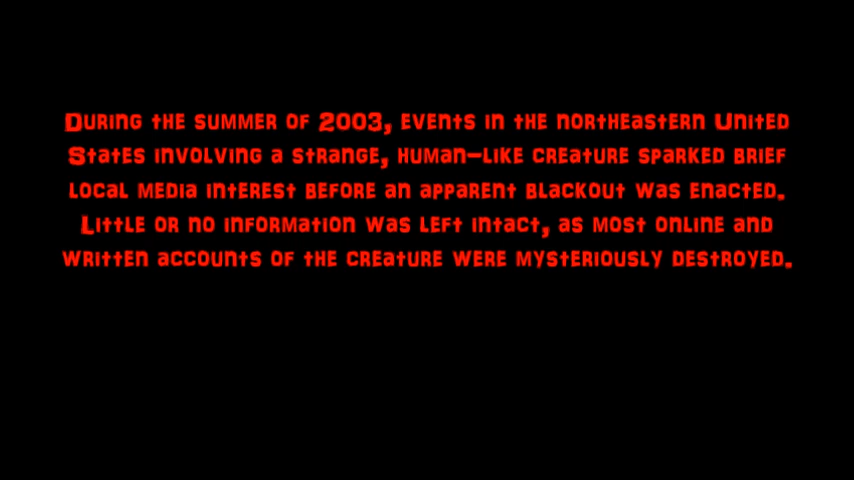 During the summer of 2003, events in the northeastern United
States involving a strange, human-like creature sparked brief
local media interest before an apparent blackout was enacted.
Little or no information was left intact, as most online and
written accounts of the creature were mysteriously destroyed.